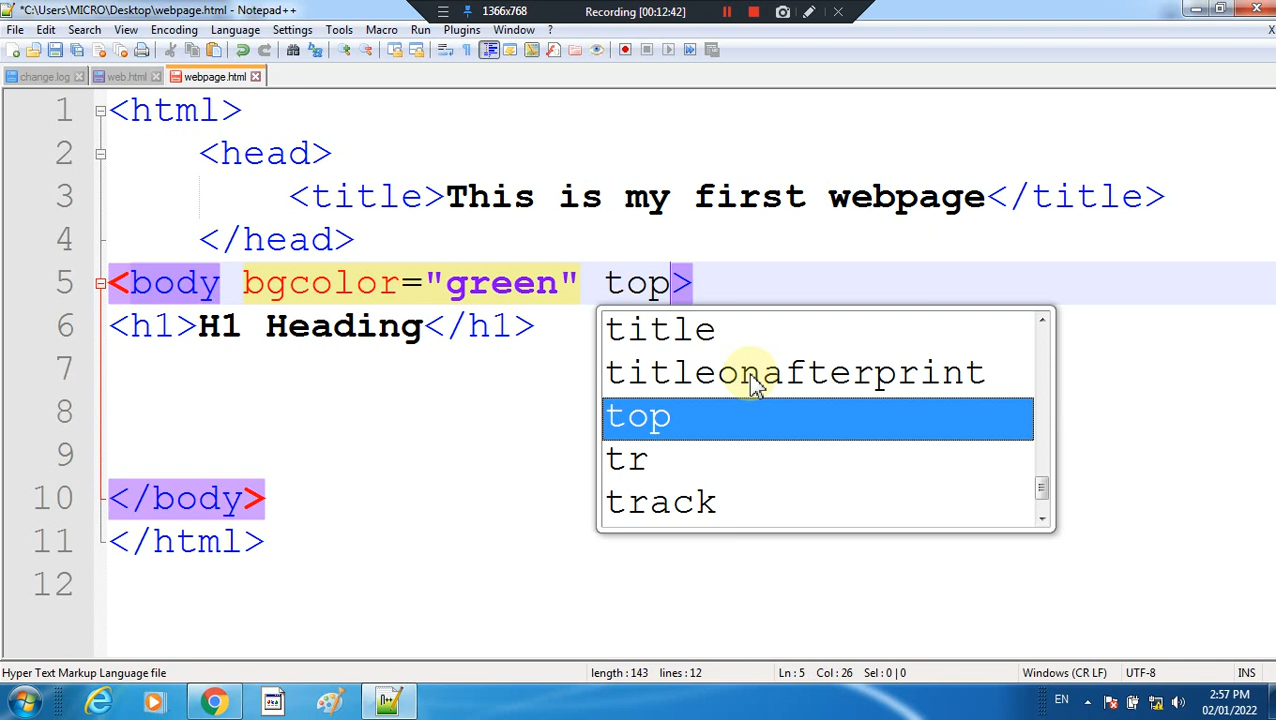 *C:\Users\MICRO\Desktop\webpage.html - Notepad++
1366x768
Recording [00:12:42]
File Edit Search View Encoding Language Settings Tools Macro Run Plugins Window ?
X
change.log web.html webpage.html
1 <html>
2 <head>
3 <title>This is my first webpage</title>
4 </head>
5 <body bgcolor="green" top>
6 <h1>H1 Heading</h1>
title
7
titleonafterprint
8
top
9
tr
10 </body>
track
11 </html>
12
Hyper Text Markup Language file length : 143 lines : 12 Ln : 5 Col : 26 Sel : 0 | 0 Windows (CR LF) UTF-8 INS
EN 2:57 PM
02/01/2022